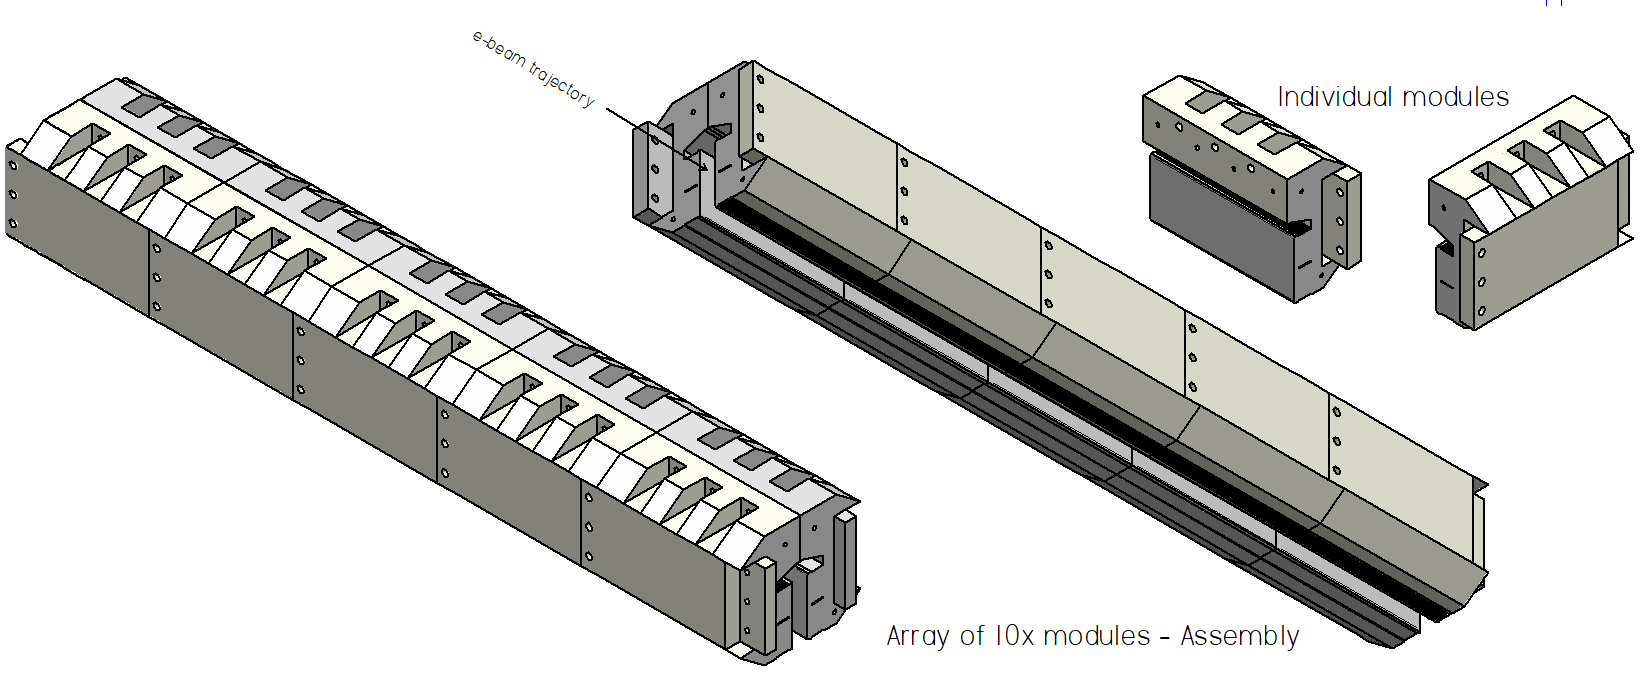 e-beam trajectory
Individual modules
Array of 10x modules - Assembly